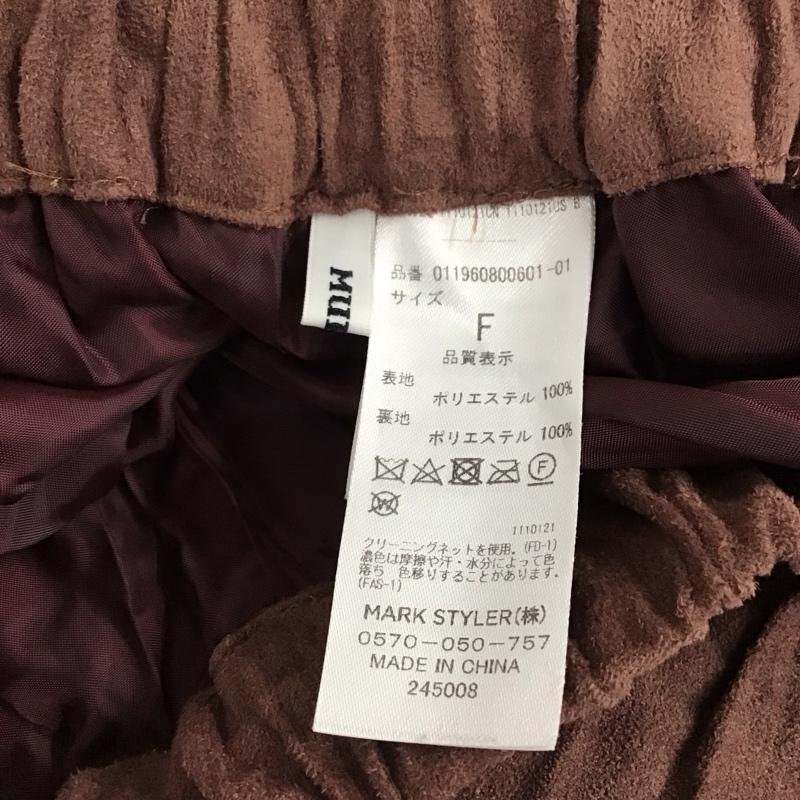 1110121US B
品番 011960800601-01
サイズ
F
品質表示
表地
ポリエステル 100%
裏地
ポリエステル 100%
F
W
1110121
クリーニングネットを使用。(FD-1)
濃色は摩擦や汗・水分によって色
落ち 色移りすることがあります。
(FAS-1)
MARK STYLER(株)
0570-050-757
MADE IN CHINA
245008